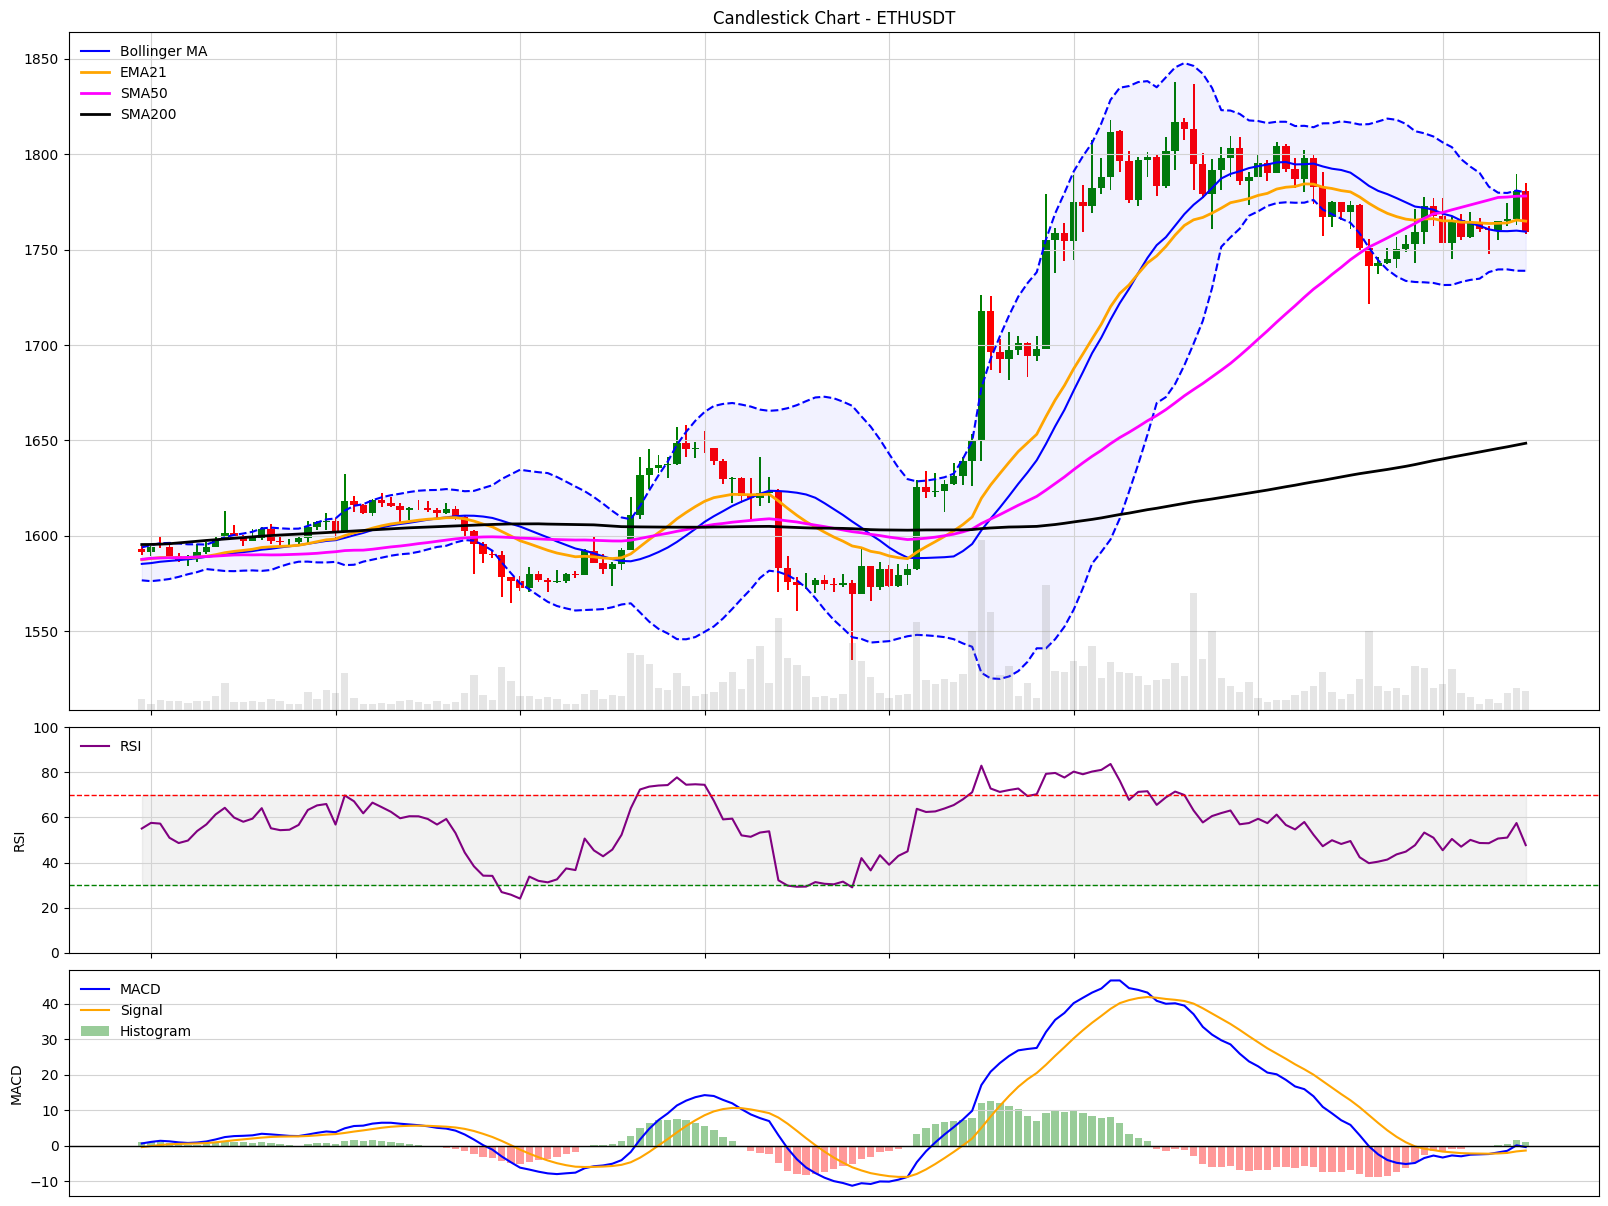 Candlestick Chart - ETHUSDT
Bollinger MA
EMA21
SMA50
SMA200
1850
1800
1750
1700
1650
1600
1550
RSI
RSI
100
80
60
40
20
0
MACD
Signal
Histogram
MACD
40
30
20
10
0
−10